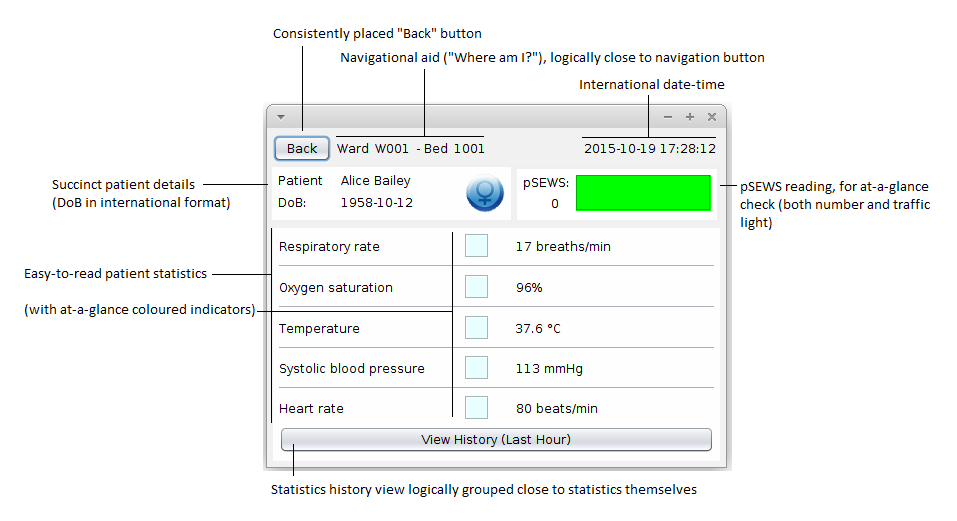 Consistently placed "Back" button
Navigational aid ("Where am I?"), logically close to navigation button
International date-time
Back
Ward W001 - Bed 1001
2015-10-19 17:28:12
Succinct patient details
(DoB in international format)
Patient Alice Bailey
DoB: 1958-10-12
pSEWS:
0
pSEWS reading, for at-a-glance
check (both number and traffic
light)
Easy-to-read patient statistics
(with at-a-glance coloured indicators)
Respiratory rate 17 breaths/min
Oxygen saturation 96%
Temperature 37.6 °C
Systolic blood pressure 113 mmHg
Heart rate 80 beats/min
View History (Last Hour)
Statistics history view logically grouped close to statistics themselves